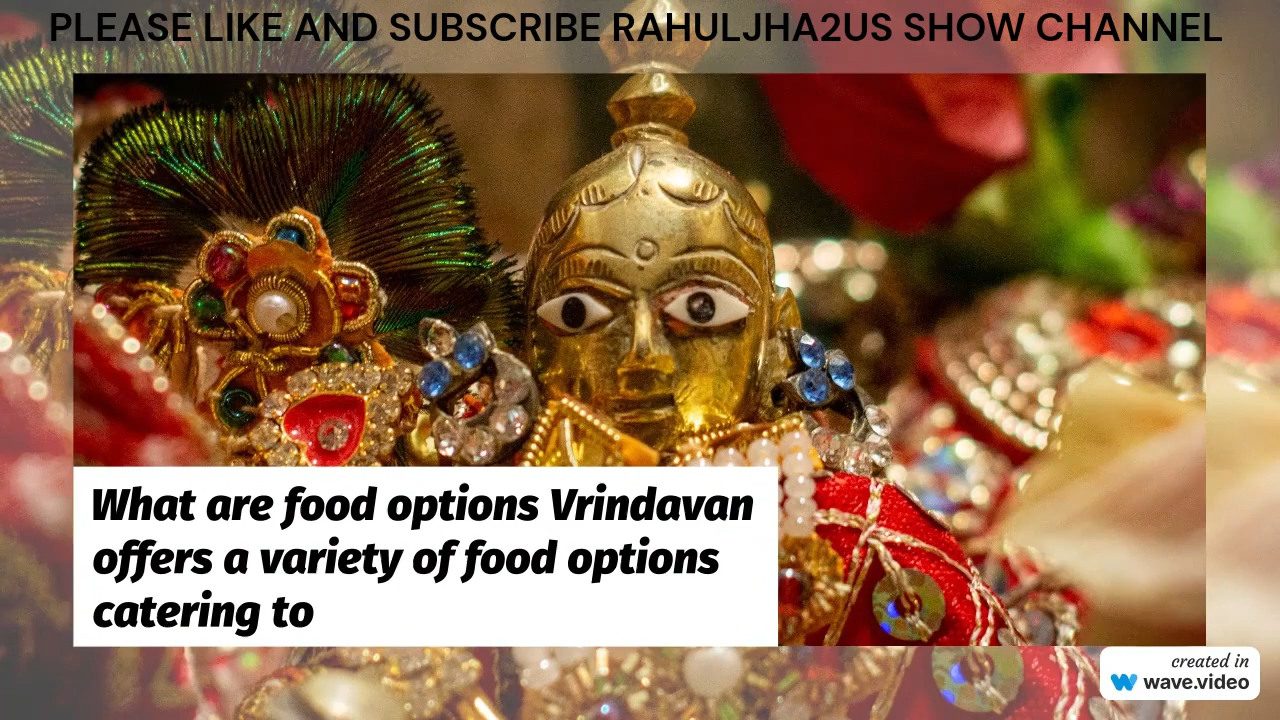 PLEASE LIKE AND SUBSCRIBE RAHULJHA2US SHOW CHANNEL
What are food options Vrindavan
offers a variety of food options
catering to
created in
wave.video